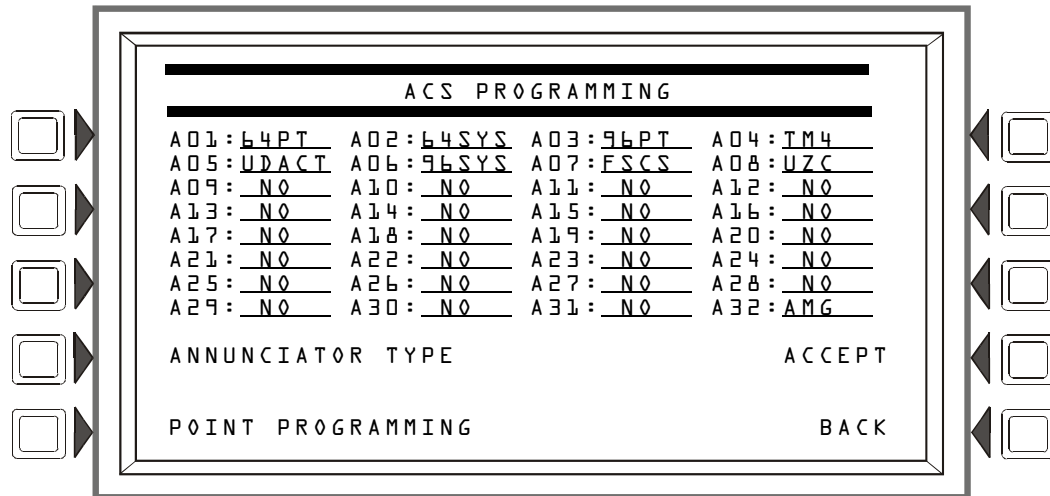 ACS PROGRAMMING
A01:64PT A02:64SYS A03:96PT A04:TM4
A05:UDACT A06:96SYS A07:FSCS A08:UZC
A09: NO A10: NO A11: NO A12: NO
A13: NO A14: NO A15: NO A16: NO
A17: NO A18: NO A19: NO A20: NO
A21: NO A22: NO A23: NO A24: NO
A25: NO A26: NO A27: NO A28: NO
A29: NO A30: NO A31: NO A32:AMG
ANNUNCIATOR TYPE ACCEPT
POINT PROGRAMMING BACK